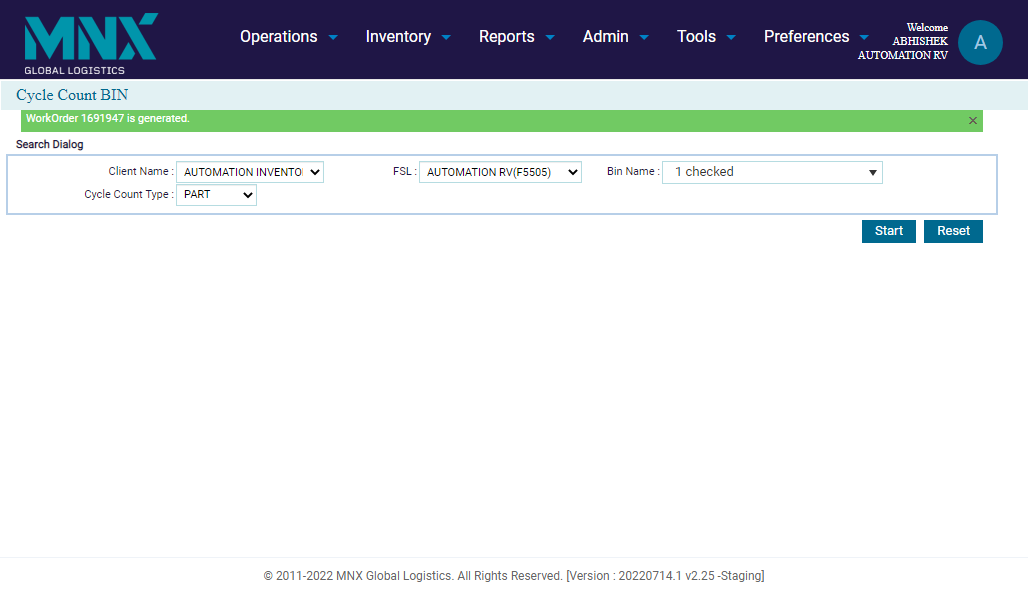 MNX
GLOBAL LOGISTICS
Operations Inventory Reports Admin Tools Preferences
Welcome
ABHISHEK
AUTOMATION RV
A
Cycle Count BIN
WorkOrder 1691947 is generated.
Search Dialog
Client Name : AUTOMATION INVENTO FSL : AUTOMATION RV(F5505) Bin Name : 1 checked
Cycle Count Type : PART
Start Reset
© 2011-2022 MNX Global Logistics. All Rights Reserved. [Version : 20220714.1 v2.25 -Staging]